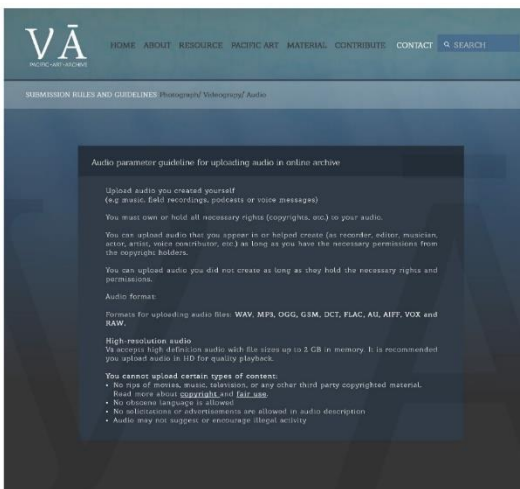 VĀ
PACIFIC•ART•ARCHIVE
HOME ABOUT RESOURCE PACIFIC ART MATERIAL CONTRIBUTE CONTACT SEARCH
SUBMISSION RULES AND GUIDELINES Photograph/ Videograpy/ Audio
Audio parameter guideline for uploading audio in online archive
Upload audio you created yourself
(e.g music, field recordings, podcasts or voice messages)
You must own or hold all necessary rights (copyrights, etc.) to your audio.
You can upload audio that you appear in or helped create (as recorder, editor, musician,
actor, artist, voice contributor, etc.) as long as you have the necessary permissions from
the copyright holders.
You can upload audio you did not create as long as they hold the necessary rights and
permissions.
Audio format:
Formats for uploading audio files: WAV, MP3, OGG, GSM, DCT, FLAC, AU, AIFF, VOX and
RAW.
High-resolution audio
Va accepts high definition audio with file sizes up to 3 GB in memory. It is recommended
you upload audio in HD for quality playback.
You cannot upload certain types of content:
• No rips of movies, music, television, or any other third party copyrighted material.
Read more about copyright and fair use.
• No obscene language is allowed
• No solicitations or advertisements are allowed in audio description
• Audio may not suggest or encourage illegal activity